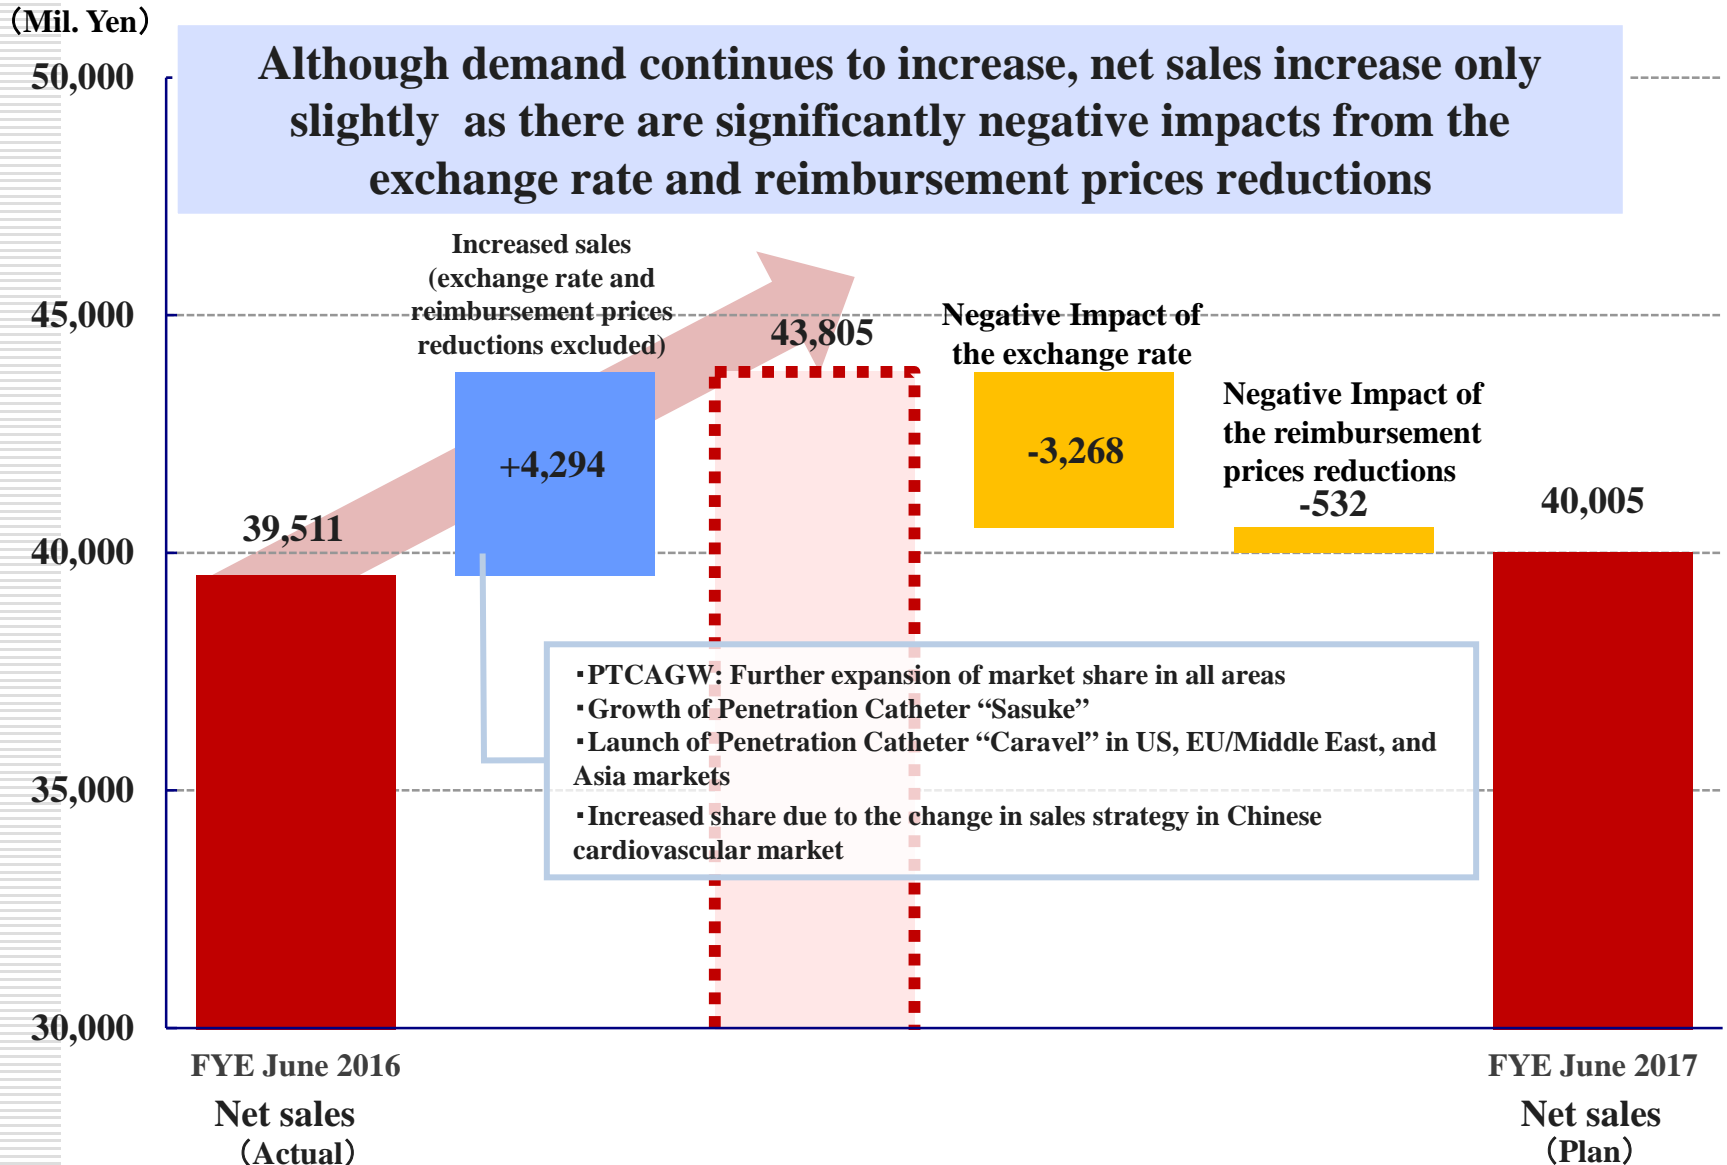 （Mil. Yen）
Although demand continues to increase, net sales increase only
slightly as there are significantly negative impacts from the
exchange rate and reimbursement prices reductions
50,000
45,000
40,000
35,000
30,000
Increased sales
(exchange rate and
reimbursement prices
reductions excluded)
43,805
Negative Impact of
the exchange rate
Negative Impact of
the reimbursement
prices reductions
39,511
+4,294
-3,268
-532
40,005
･PTCAGW: Further expansion of market share in all areas
･Growth of Penetration Catheter “Sasuke”
･Launch of Penetration Catheter “Caravel” in US, EU/Middle East, and
Asia markets
･Increased share due to the change in sales strategy in Chinese
cardiovascular market
FYE June 2016
Net sales
（Actual）
FYE June 2017
Net sales
（Plan）